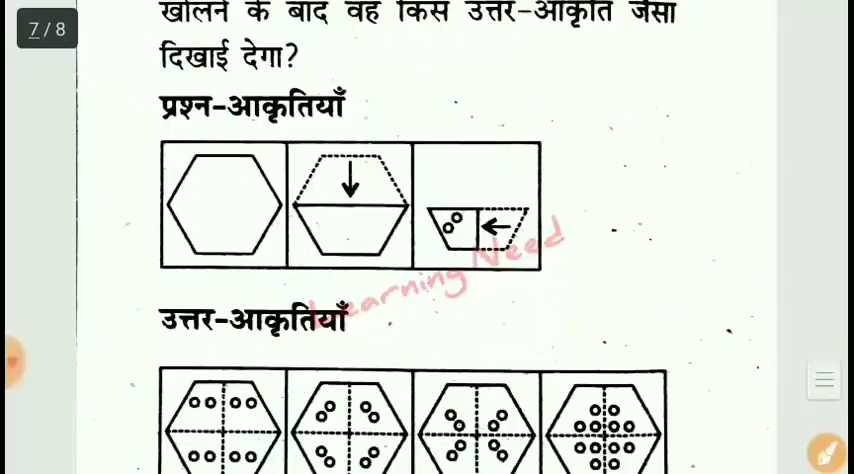 7 / 8
खोलने के बाद वह किस उत्तर-आकृति जैसा
दिखाई देगा?
प्रश्न-आकृतियाँ
Learning Need
उत्तर-आकृतियाँ